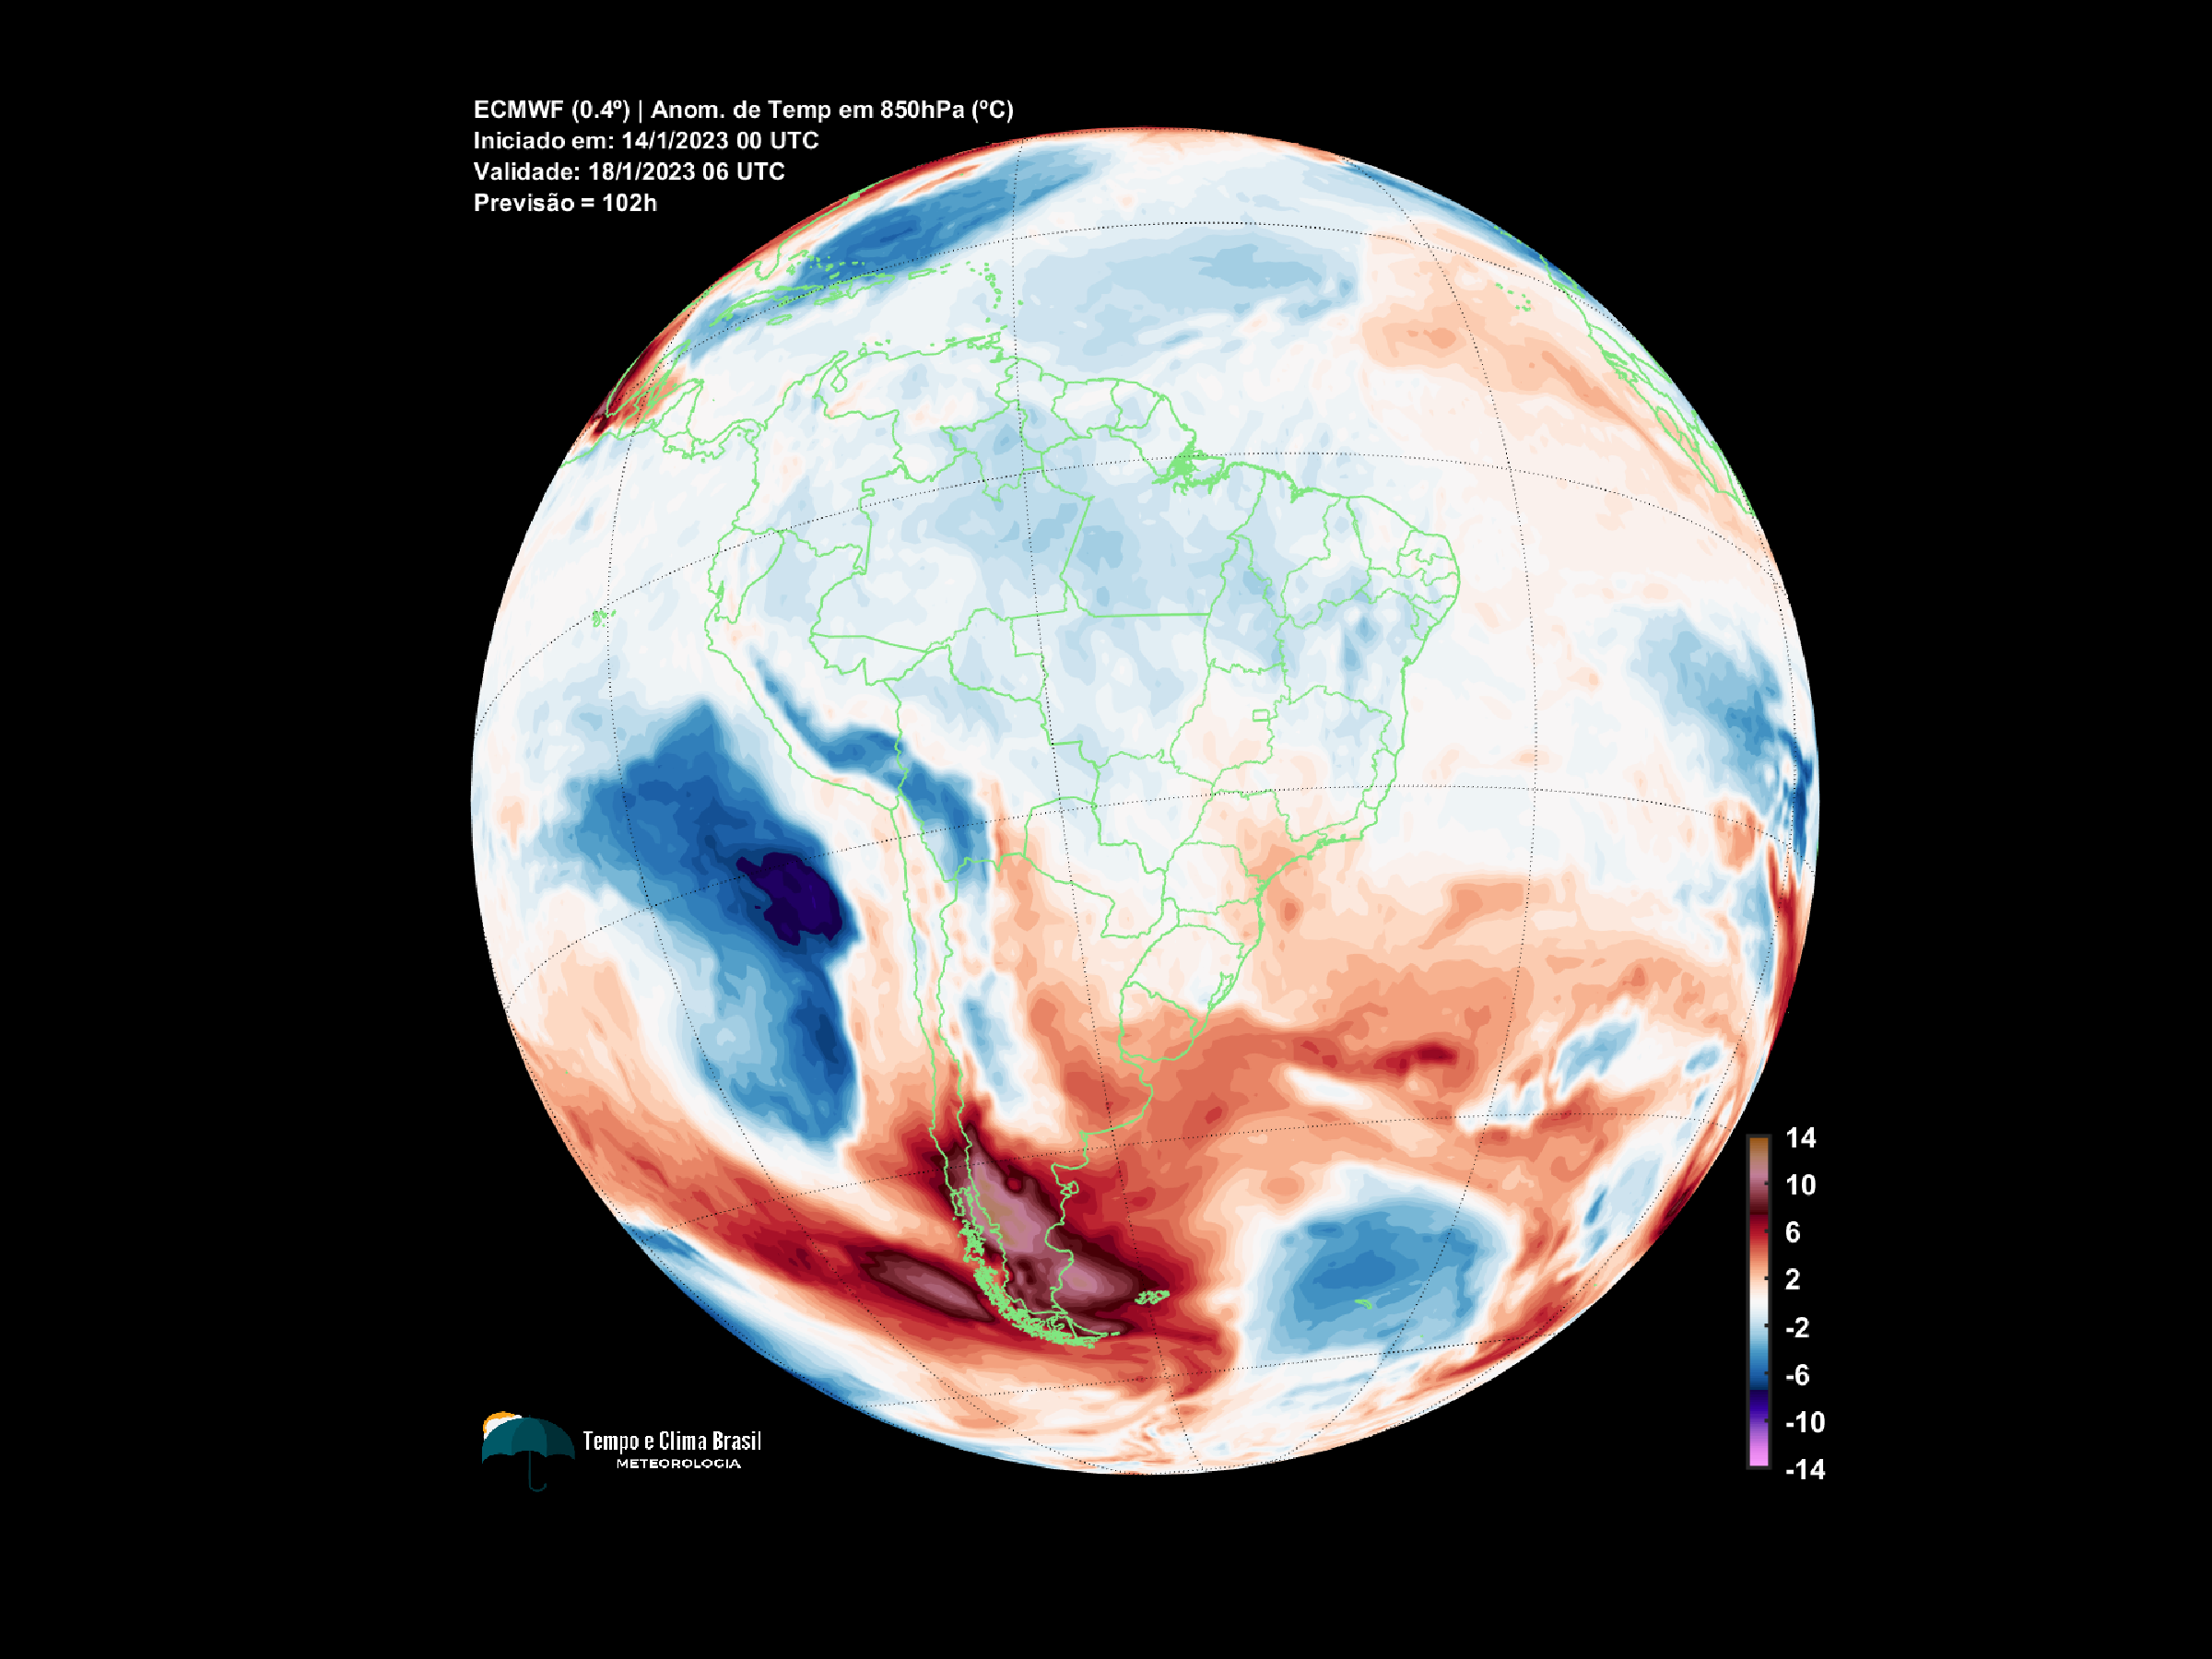 ECMWF (0.4º) | Anom. de Temp em 850hPa (ºC)
Iniciado em: 14/1/2023 00 UTC
Validade: 18/1/2023 06 UTC
Previsão = 102h
14
10
6
2
-2
-6
-10
-14
Tempo e Clima Brasil
METEOROLOGIA